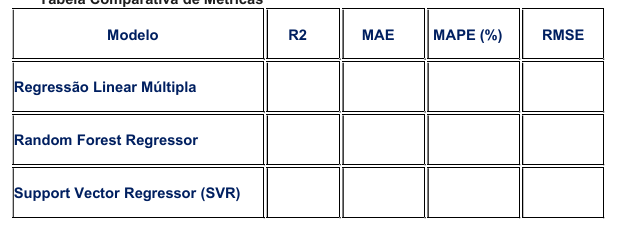 Tabela Comparativa de Métricas
Modelo R2 MAE MAPE (%) RMSE
Regressão Linear Múltipla
Random Forest Regressor
Support Vector Regressor (SVR)